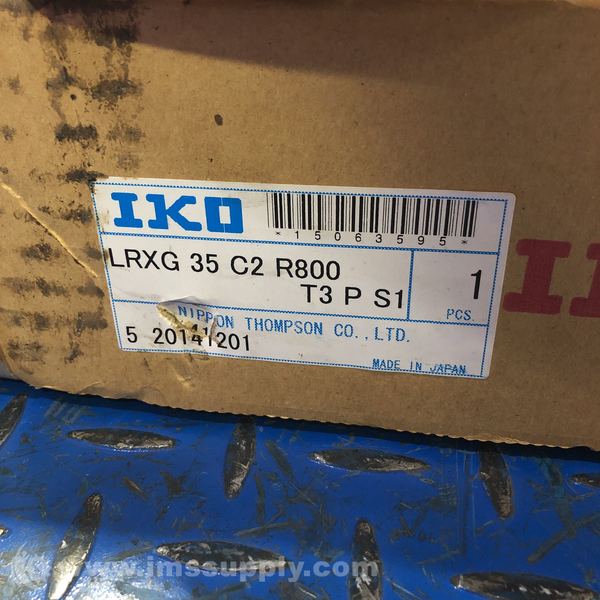 IKO
*15063595*
LRXG 35 C2 R800
T3 P S1
1
PCS.
NIPPON THOMPSON CO., LTD.
5 20141201
MADE IN JAPAN
I
www.imssupply.com